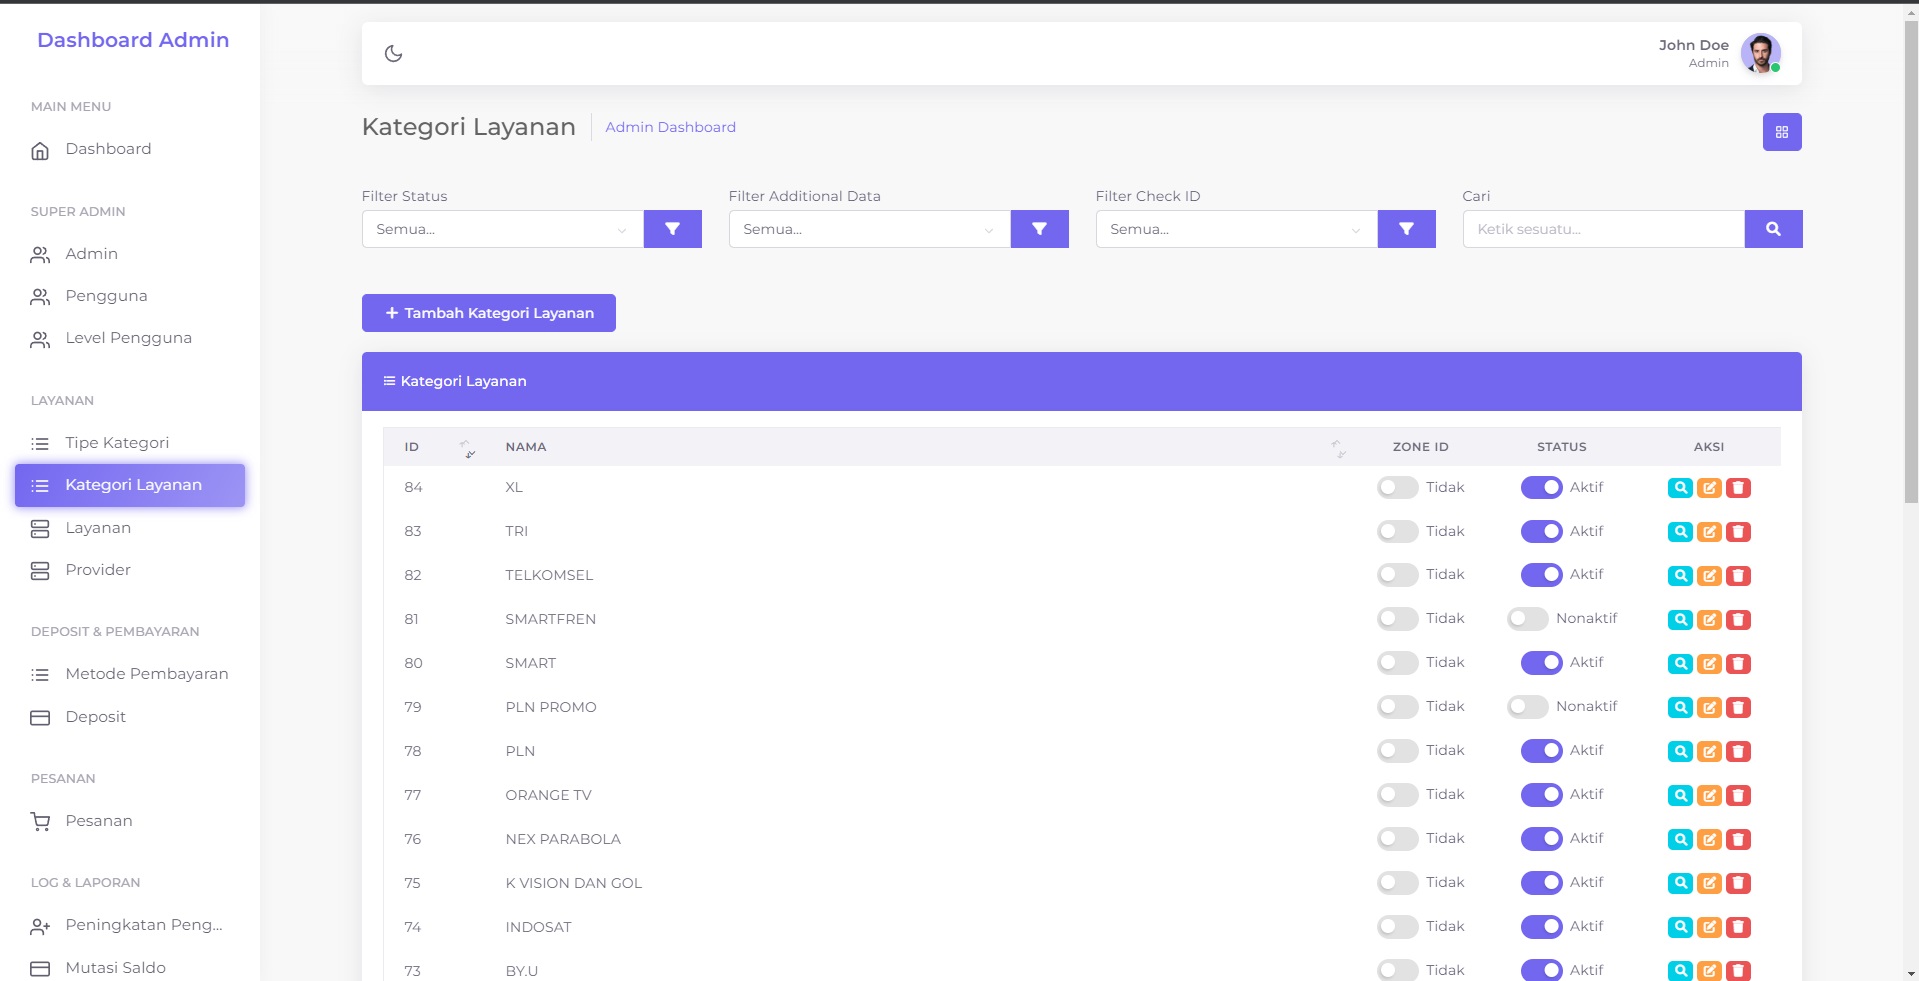 Dashboard Admin
MAIN MENU
Dashboard
SUPER ADMIN
Admin
Pengguna
Level Pengguna
LAYANAN
Tipe Kategori
Kategori Layanan
Layanan
Provider
DEPOSIT & PEMBAYARAN
Metode Pembayaran
Deposit
PESANAN
Pesanan
LOG & LAPORAN
Peningkatan Peng...
Mutasi Saldo
John Doe
Admin
Kategori Layanan Admin Dashboard
Filter Status Filter Additional Data Filter Check ID Cari
Semua... Semua... Semua... Ketik sesuatu...
Tambah Kategori Layanan
Kategori Layanan
ID NAMA ZONE ID STATUS AKSI
84 XL Tidak Aktif
83 TRI Tidak Aktif
82 TELKOMSEL Tidak Aktif
81 SMARTFREN Tidak Nonaktif
80 SMART Tidak Aktif
79 PLN PROMO Tidak Nonaktif
78 PLN Tidak Aktif
77 ORANGE TV Tidak Aktif
76 NEX PARABOLA Tidak Aktif
75 K VISION DAN GOL Tidak Aktif
74 INDOSAT Tidak Aktif
73 BY.U Tidak Aktif